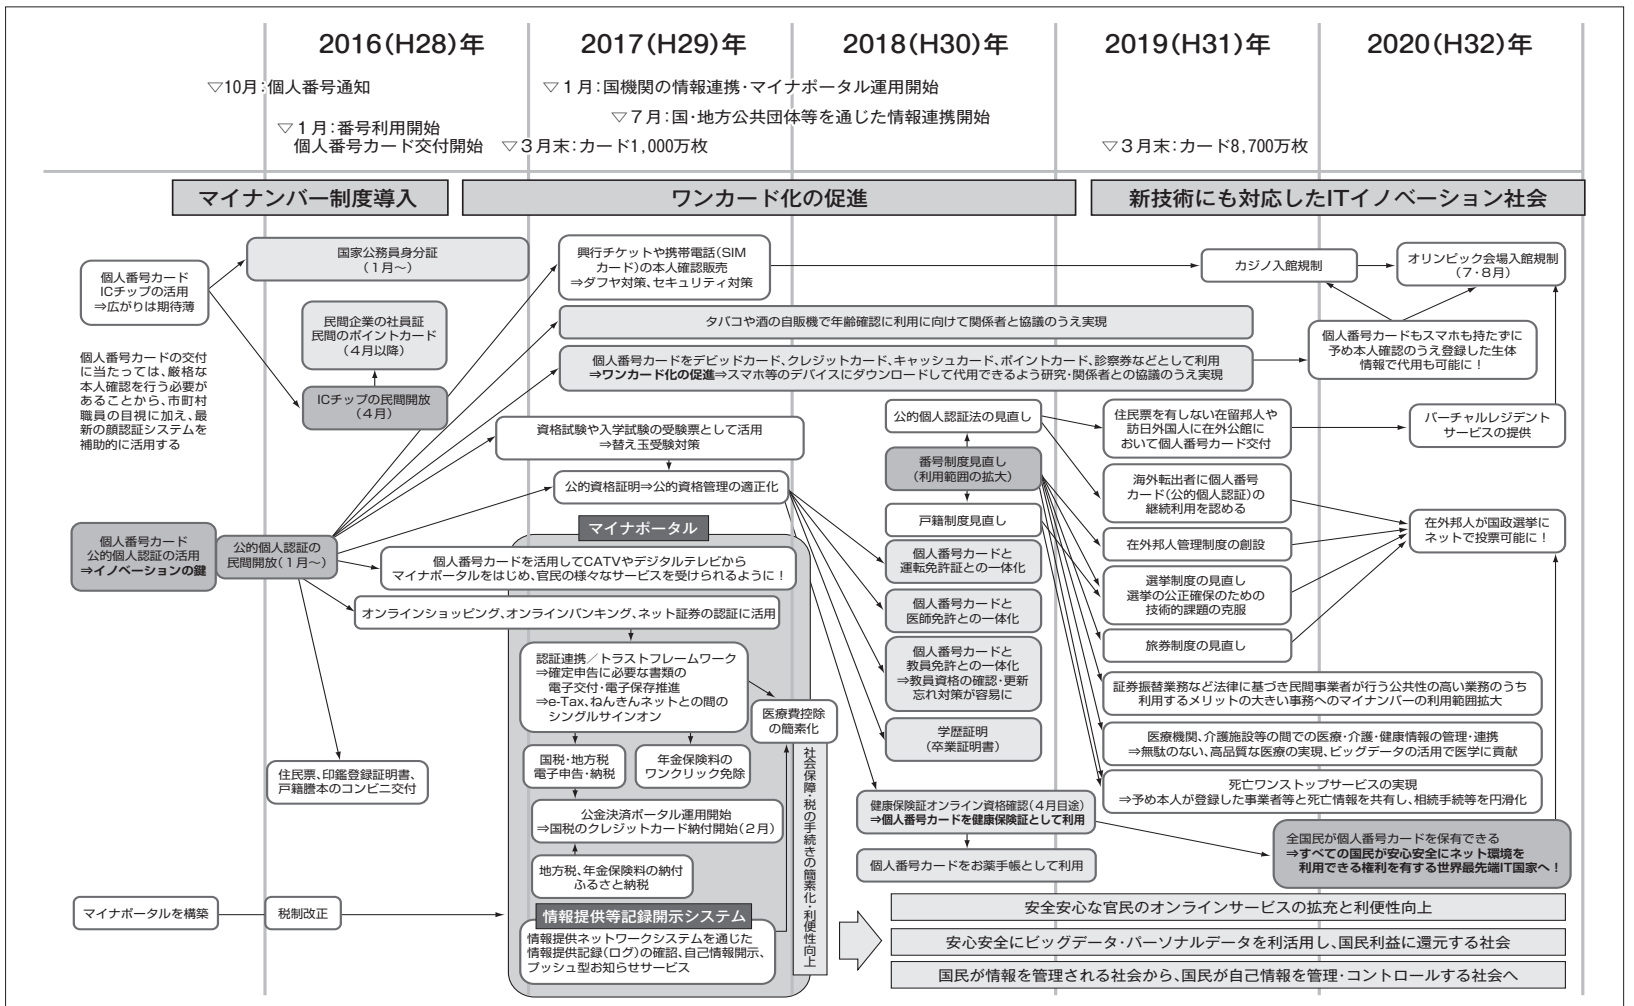 2016(H28)年
2017(H29)年
2018(H30)年
2019(H31)年
2020(H32)年
▽10月:個人番号通知
▽1月:番号利用開始
個人番号カード交付開始
▽1月:国機関の情報連携・マイナポータル運用開始
▽7月:国・地方公共団体等を通じた情報連携開始
▽3月末:カード1,000万枚
▽3月末:カード8,700万枚
マイナンバー制度導入
ワンカード化の促進
新技術にも対応したITイノベーション社会
個人番号カード
ICチップの活用
⇒広がりは期待薄
国家公務員身分証
(1月~)
民間企業の社員証
民間のポイントカード
(4月以降)
ICチップの民間開放
(4月)
個人番号カードの交付
に当たっては、厳格な
本人確認を行う必要が
あることから、市町村
職員の目視に加え、最
新の顔認証システムを
補助的に活用する
興行チケットや携帯電話(SIM
カード)の本人確認販売
⇒ダフヤ対策、セキュリティ対策
カジノ入館規制
オリンピック会場入館規制
(7・8月)
タバコや酒の自販機で年齢確認に利用に向けて関係者と協議のうえ実現
個人番号カードをデビッドカード、クレジットカード、キャッシュカード、ポイントカード、診察券などとして利用
⇒ワンカード化の促進⇒スマホ等のデバイスにダウンロードして代用できるよう研究・関係者との協議のうえ実現
個人番号カードもスマホも持たずに
予め本人確認のうえ登録した生体
情報で代用も可能に!
資格試験や入学試験の受験票として活用
⇒替え玉受験対策
公的資格証明⇒公的資格管理の適正化
公的個人認証法の見直し
番号制度見直し
(利用範囲の拡大)
戸籍制度見直し
住民票を有しない在留邦人や
訪日外国人に在外公館に
おいて個人番号カード交付
バーチャルレジデント
サービスの提供
海外転出者に個人番号
カード(公的個人認証)の
継続利用を認める
在外邦人管理制度の創設
選挙制度の見直し
選挙の公正確保のための
技術的課題の克服
旅券制度の見直し
在外邦人が国政選挙に
ネットで投票可能に!
個人番号カード
公的個人認証の活用
⇒イノベーションの鍵
公的個人認証の
民間開放(1月~)
マイナポータル
個人番号カードを活用してCATVやデジタルテレビから
マイナポータルをはじめ、官民の様々なサービスを受けられるように!
オンラインショッピング、オンラインバンキング、ネット証券の認証に活用
認証連携/トラストフレームワーク
⇒確定申告に必要な書類の
電子交付・電子保存推進
⇒e-Tax、ねんきんネットとの間の
シングルサインオン
医療費控除
の簡素化
国税・地方税
電子申告・納税
年金保険料の
ワンクリック免除
公金決済ポータル運用開始
⇒国税のクレジットカード納付開始(2月)
地方税、年金保険料の納付
ふるさと納税
住民票、印鑑登録証明書、
戸籍謄本のコンビニ交付
個人番号カードと
運転免許証との一体化
個人番号カードと
医師免許との一体化
個人番号カードと
教員免許との一体化
⇒教員資格の確認・更新
忘れ対策が容易に
学歴証明
(卒業証明書)
健康保険証オンライン資格確認(4月目途)
⇒個人番号カードを健康保険証として利用
個人番号カードをお薬手帳として利用
証券振替業務など法律に基づき民間事業者が行う公共性の高い業務のうち
利用するメリットの大きい事務へのマイナンバーの利用範囲拡大
医療機関、介護施設等の間での医療・介護・健康情報の管理・連携
⇒無駄のない、高品質な医療の実現、ビッグデータの活用で医学に貢献
死亡ワンストップサービスの実現
⇒予め本人が登録した事業者等と死亡情報を共有し、相続手続等を円滑化
全国民が個人番号カードを保有できる
⇒すべての国民が安心安全にネット環境を
利用できる権利を有する世界最先端IT国家へ!
マイナポータルを構築
税制改正
情報提供等記録開示システム
情報提供ネットワークシステムを通じた
情報提供記録(ログ)の確認、自己情報開示、
プッシュ型お知らせサービス
社会保障・税の手続きの簡素化・利便性向上
安全安心な官民のオンラインサービスの拡充と利便性向上
安心安全にビッグデータ・パーソナルデータを利活用し、国民利益に還元する社会
国民が情報を管理される社会から、国民が自己情報を管理・コントロールする社会へ